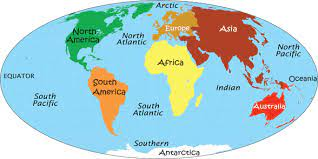 Arctic
North
America
North
Atlantic
Europe
Asia
North
Pacific
Africa
EQUATOR
Oceania
South
Pacific
South
America
South
Atlantic
Indian
Australia
Southern
Antarctica